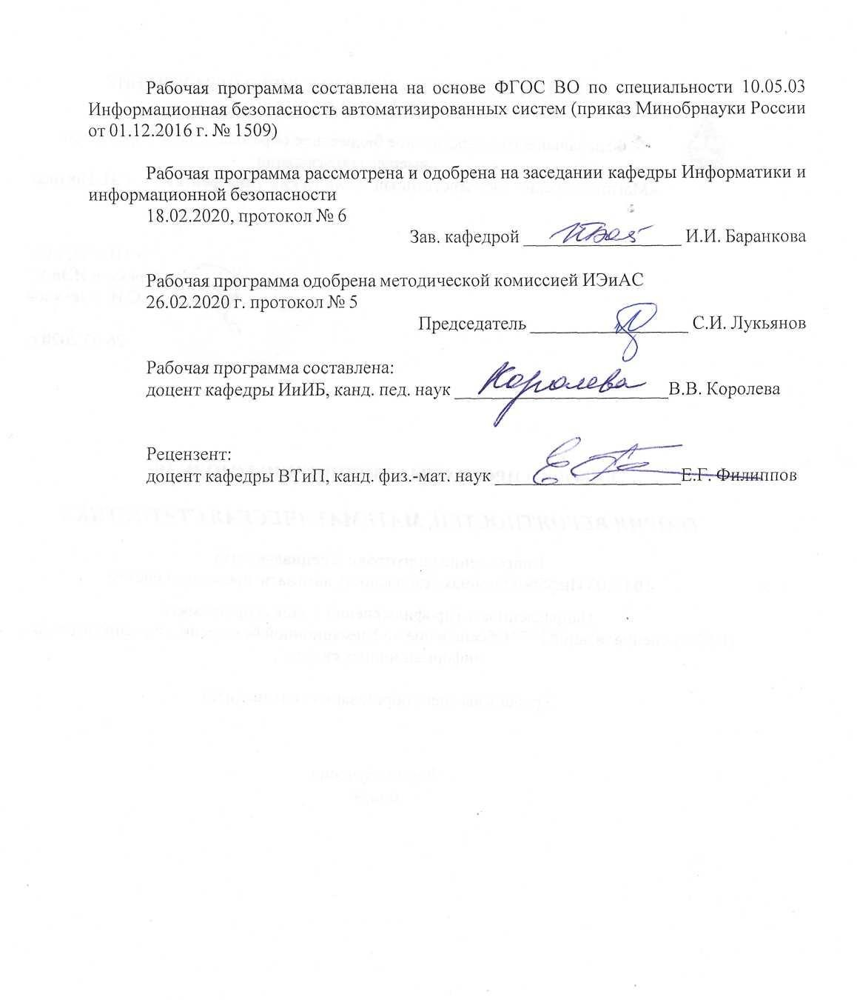 Рабочая программа составлена на основе ФГОС ВО по специальности 10.05.03
Информационная безопасность автоматизированных систем (приказ Минобрнауки России
от 01.12.2016 г. № 1509)
Рабочая программа рассмотрена и одобрена на заседании кафедры Информатики и
информационной безопасности
18.02.2020, протокол № 6
Зав. кафедрой ________________ И.И. Баранкова
Рабочая программа одобрена методической комиссией ИЭиАС
26.02.2020 г. протокол № 5
Председатель ________________ С.И. Лукьянов
Рабочая программа составлена:
доцент кафедры ИиИБ, канд. пед. наук Королева В.В. Королева
Рецензент:
доцент кафедры ВТиП, канд. физ.-мат. наук ___________________Е.Г. Филиппов